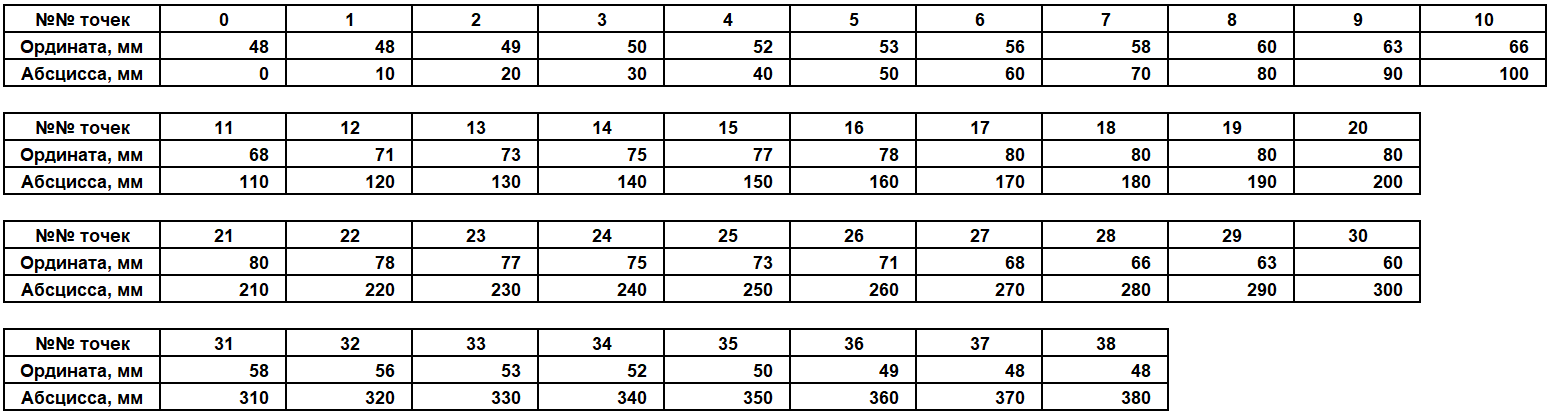 №№ точек 0 1 2 3 4 5 6 7 8 9 10
Ордината, мм 48 48 49 50 52 53 56 58 60 63 66
Абсцисса, мм 0 10 20 30 40 50 60 70 80 90 100
№№ точек 11 12 13 14 15 16 17 18 19 20
Ордината, мм 68 71 73 75 77 78 80 80 80 80
Абсцисса, мм 110 120 130 140 150 160 170 180 190 200
№№ точек 21 22 23 24 25 26 27 28 29 30
Ордината, мм 80 78 77 75 73 71 68 66 63 60
Абсцисса, мм 210 220 230 240 250 260 270 280 290 300
№№ точек 31 32 33 34 35 36 37 38
Ордината, мм 58 56 53 52 50 49 48 48
Абсцисса, мм 310 320 330 340 350 360 370 380